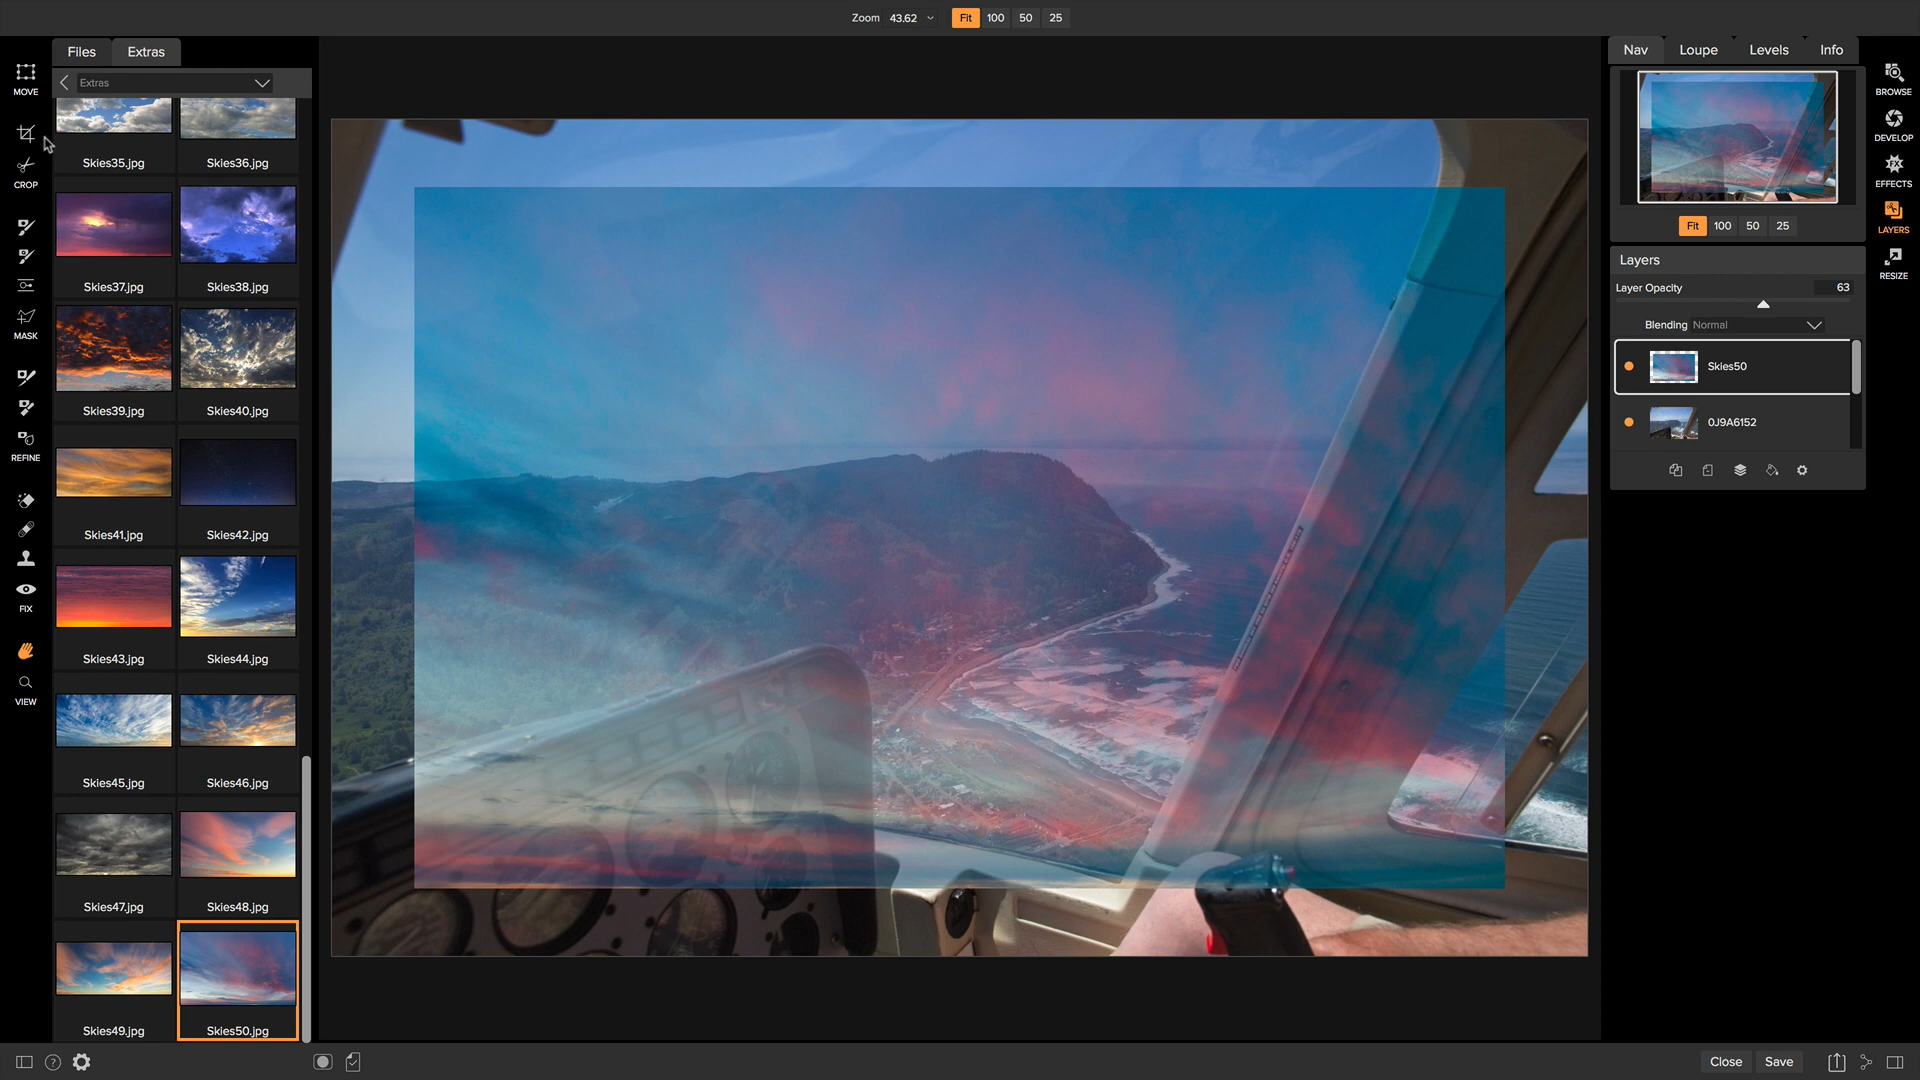 Zoom 43.62 Fit 100 50 25
Files Extras
Extras
MOVE
CROP
MASK
REFINE
FIX
VIEW
Skies35.jpg Skies36.jpg
Skies37.jpg Skies38.jpg
Skies39.jpg Skies40.jpg
Skies41.jpg Skies42.jpg
Skies43.jpg Skies44.jpg
Skies45.jpg Skies46.jpg
Skies47.jpg Skies48.jpg
Skies49.jpg Skies50.jpg
Nav Loupe Levels Info
Fit 100 50 25
Layers
Layer Opacity 63
Blending Normal
Skies50
0J9A6152
BROWSE
DEVELOP
FX
EFFECTS
LAYERS
RESIZE
?
Close Save